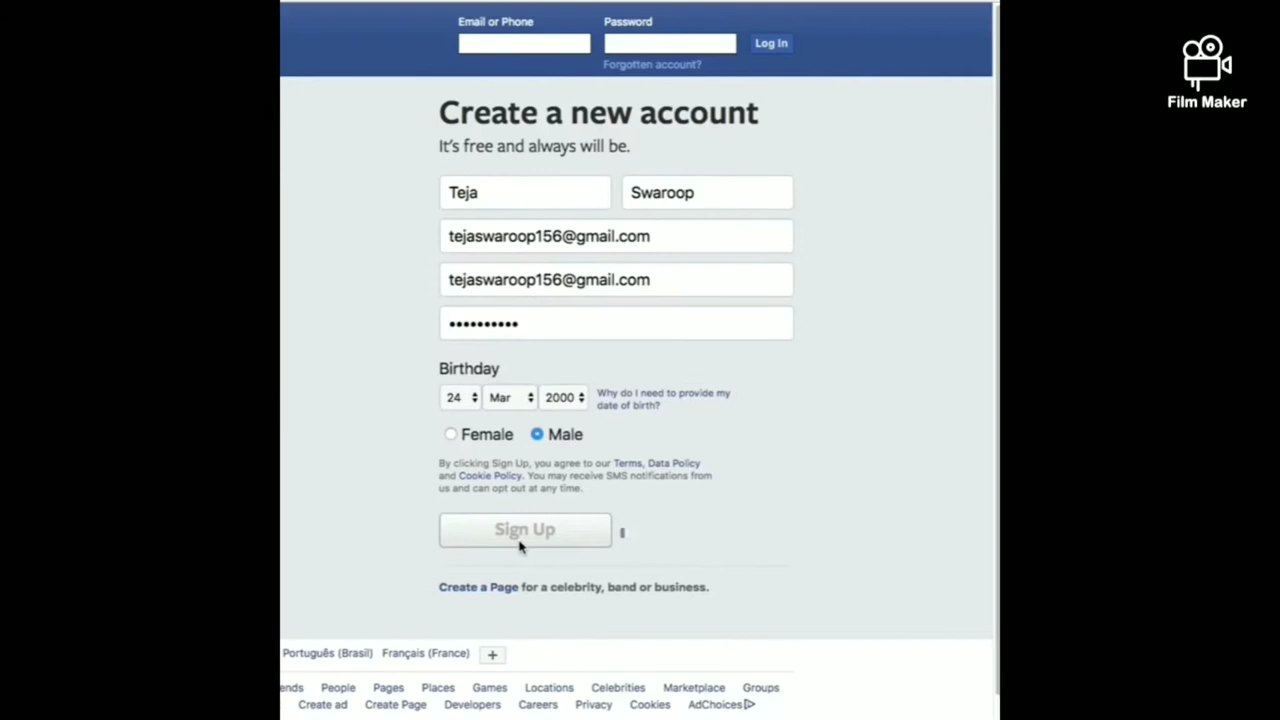 Email or Phone Password
Log In
Forgotten account?
Film Maker
Create a new account
It's free and always will be.
Teja Swaroop
tejaswaroop156@gmail.com
tejaswaroop156@gmail.com
••••••••••
Birthday
24 Mar 2000 Why do I need to provide my
date of birth?
Female Male
By clicking Sign Up, you agree to our Terms, Data Policy
and Cookie Policy. You may receive SMS notifications from
us and can opt out at any time.
Sign Up
Create a Page for a celebrity, band or business.
Português (Brasil) Français (France) +
ends People Pages Places Games Locations Celebrities Marketplace Groups
Create ad Create Page Developers Careers Privacy Cookies AdChoices